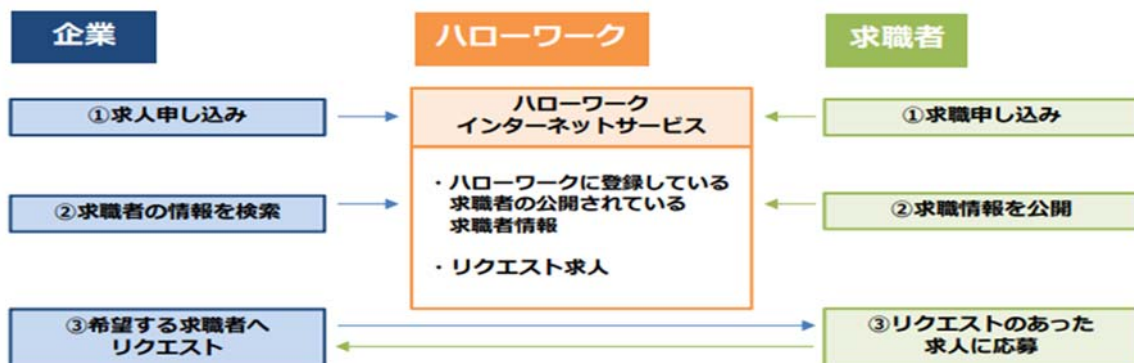 企業
ハローワーク
求職者
①求人申し込み
ハローワーク
インターネットサービス
①求職申し込み
②求職者の情報を検索
・ハローワークに登録している
求職者の公開されている
求職者情報
・リクエスト求人
②求職情報を公開
③希望する求職者へ
リクエスト
③リクエストのあった
求人に応募